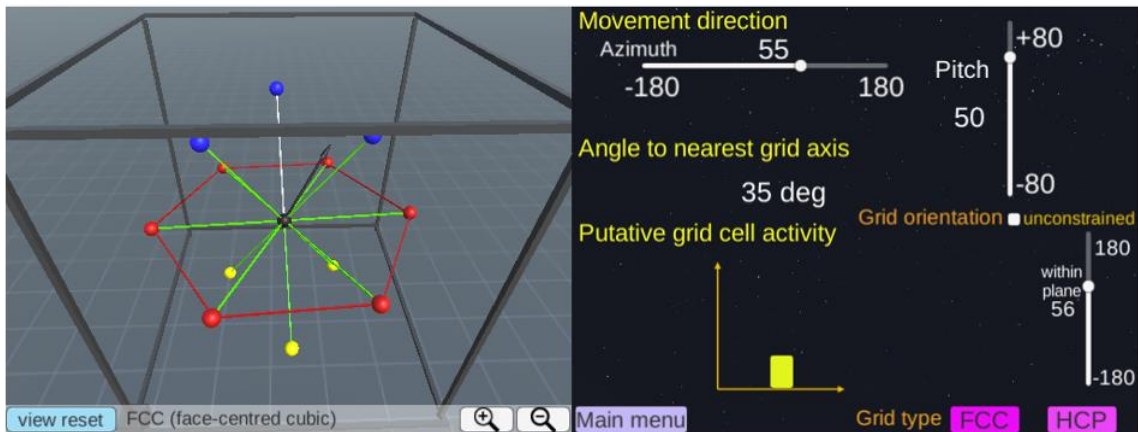 Movement direction
Azimuth 55
-180 180
+80
Pitch
50
-80
Angle to nearest grid axis
35 deg
Grid orientation unconstrained
Putative grid cell activity
180
within
plane
56
-180
view reset FCC (face-centred cubic)
Main menu
Grid type FCC HCP